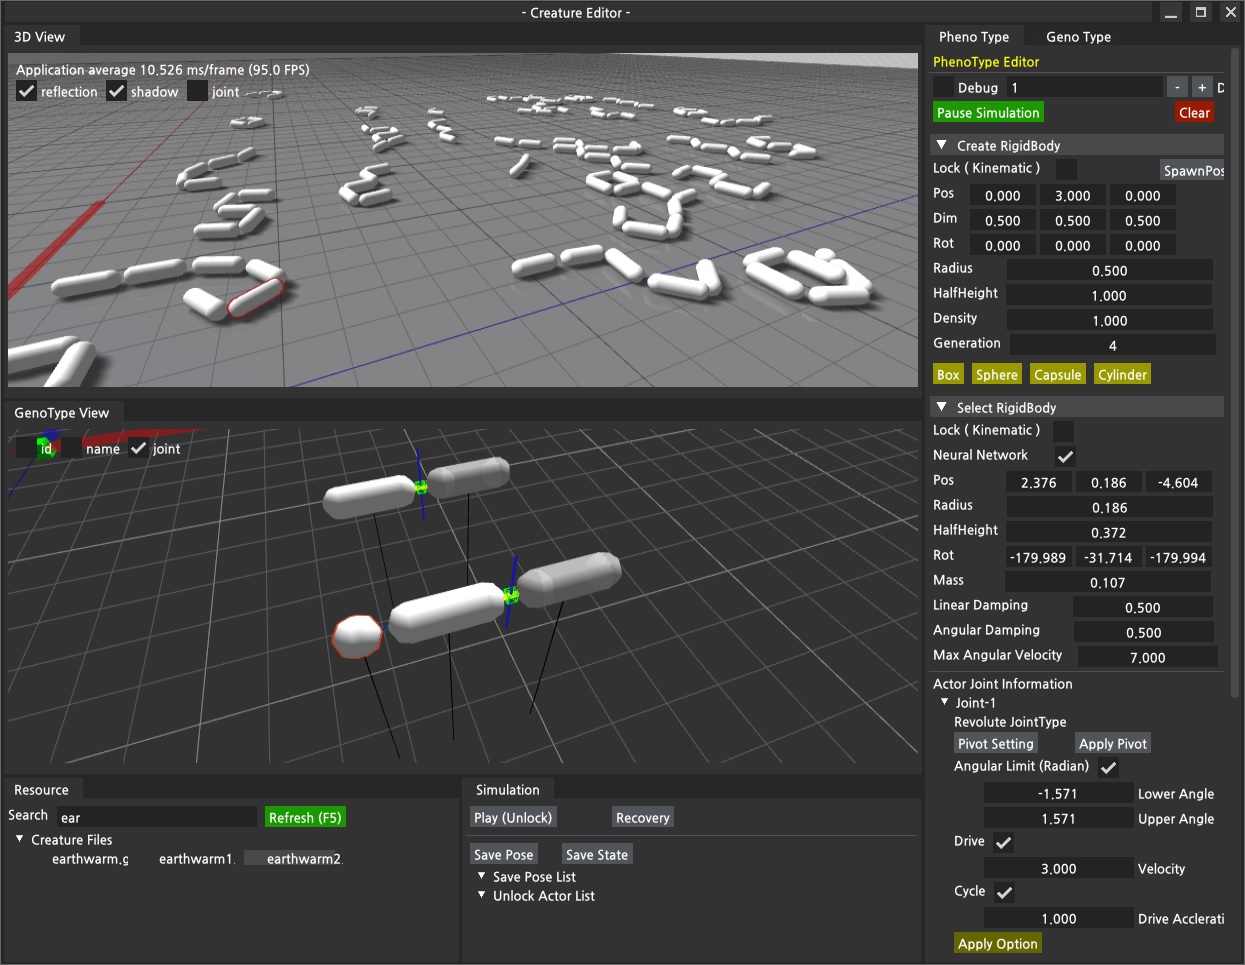 - Creature Editor -
3D View
Application average 10.526 ms/frame (95.0 FPS)
reflection shadow joint
GenoType View
id name joint
Resource
Search ear Refresh (F5)
Creature Files
earthwarm.g earthwarm1. earthwarm2.
Simulation
Play (Unlock) Recovery
Save Pose Save State
Save Pose List
Unlock Actor List
Pheno Type Geno Type
PhenoType Editor
Debug 1 - + D
Pause Simulation Clear
Create RigidBody
Lock ( Kinematic ) SpawnPos
Pos 0.000 3.000 0.000
Dim 0.500 0.500 0.500
Rot 0.000 0.000 0.000
Radius 0.500
HalfHeight 1.000
Density 1.000
Generation 4
Box Sphere Capsule Cylinder
Select RigidBody
Lock ( Kinematic )
Neural Network
Pos 2.376 0.186 -4.604
Radius 0.186
HalfHeight 0.372
Rot -179.989 -31.714 -179.994
Mass 0.107
Linear Damping 0.500
Angular Damping 0.500
Max Angular Velocity 7.000
Actor Joint Information
Joint-1
Revolute JointType
Pivot Setting Apply Pivot
Angular Limit (Radian)
-1.571 Lower Angle
1.571 Upper Angle
Drive
3.000 Velocity
Cycle
1.000 Drive Acclerati
Apply Option